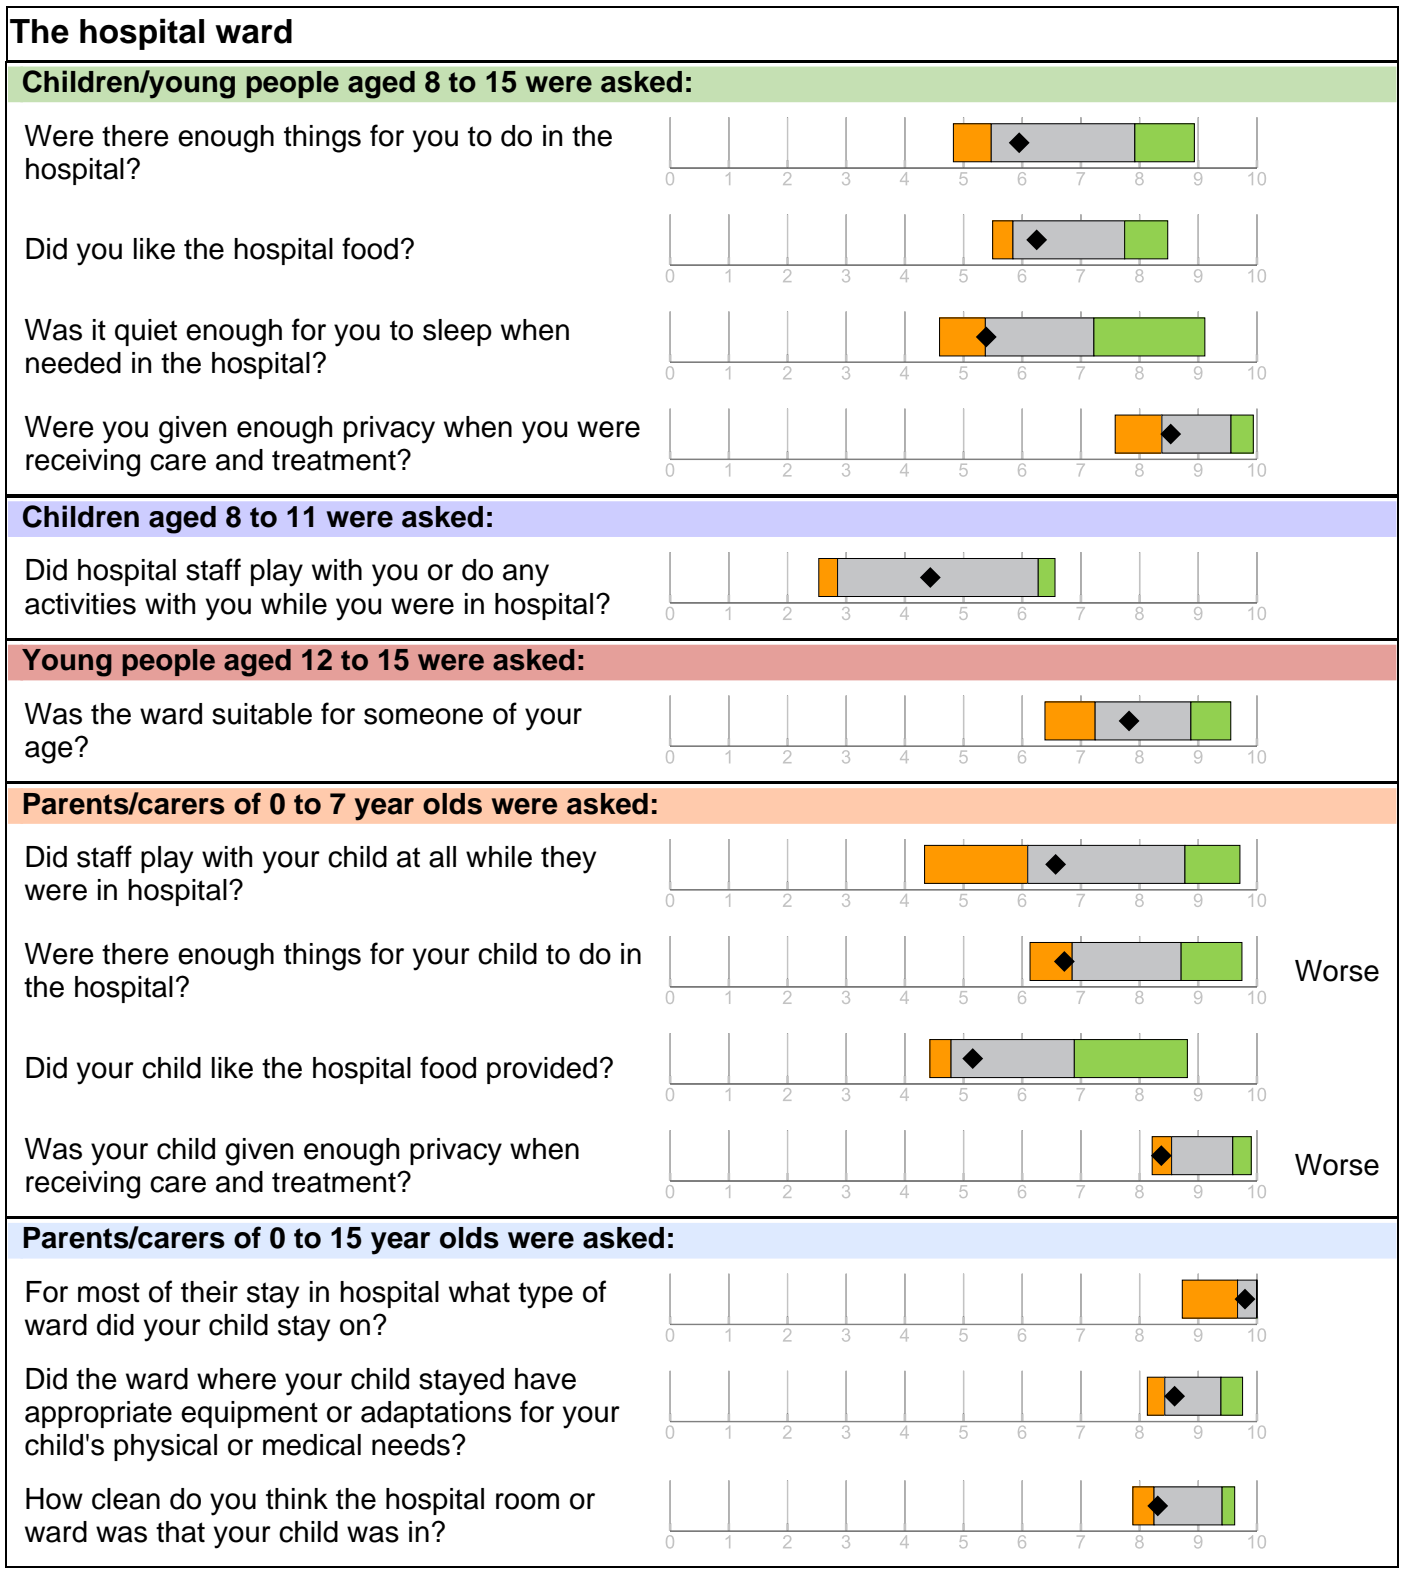 The hospital ward
Children/young people aged 8 to 15 were asked:
Were there enough things for you to do in the
hospital?
0 1 2 3 4 5 6 7 8 9 10
Did you like the hospital food?
0 1 2 3 4 5 6 7 8 9 10
Was it quiet enough for you to sleep when
needed in the hospital?
0 1 2 3 4 5 6 7 8 9 10
Were you given enough privacy when you were
receiving care and treatment?
0 1 2 3 4 5 6 7 8 9 10
Children aged 8 to 11 were asked:
Did hospital staff play with you or do any
activities with you while you were in hospital?
0 1 2 3 4 5 6 7 8 9 10
Young people aged 12 to 15 were asked:
Was the ward suitable for someone of your
age?
0 1 2 3 4 5 6 7 8 9 10
Parents/carers of 0 to 7 year olds were asked:
Did staff play with your child at all while they
were in hospital?
0 1 2 3 4 5 6 7 8 9 10
Were there enough things for your child to do in
the hospital?
0 1 2 3 4 5 6 7 8 9 10
Worse
Did your child like the hospital food provided?
0 1 2 3 4 5 6 7 8 9 10
Was your child given enough privacy when
receiving care and treatment?
0 1 2 3 4 5 6 7 8 9 10
Worse
Parents/carers of 0 to 15 year olds were asked:
For most of their stay in hospital what type of
ward did your child stay on?
0 1 2 3 4 5 6 7 8 9 10
Did the ward where your child stayed have
appropriate equipment or adaptations for your
child's physical or medical needs?
0 1 2 3 4 5 6 7 8 9 10
How clean do you think the hospital room or
ward was that your child was in?
0 1 2 3 4 5 6 7 8 9 10